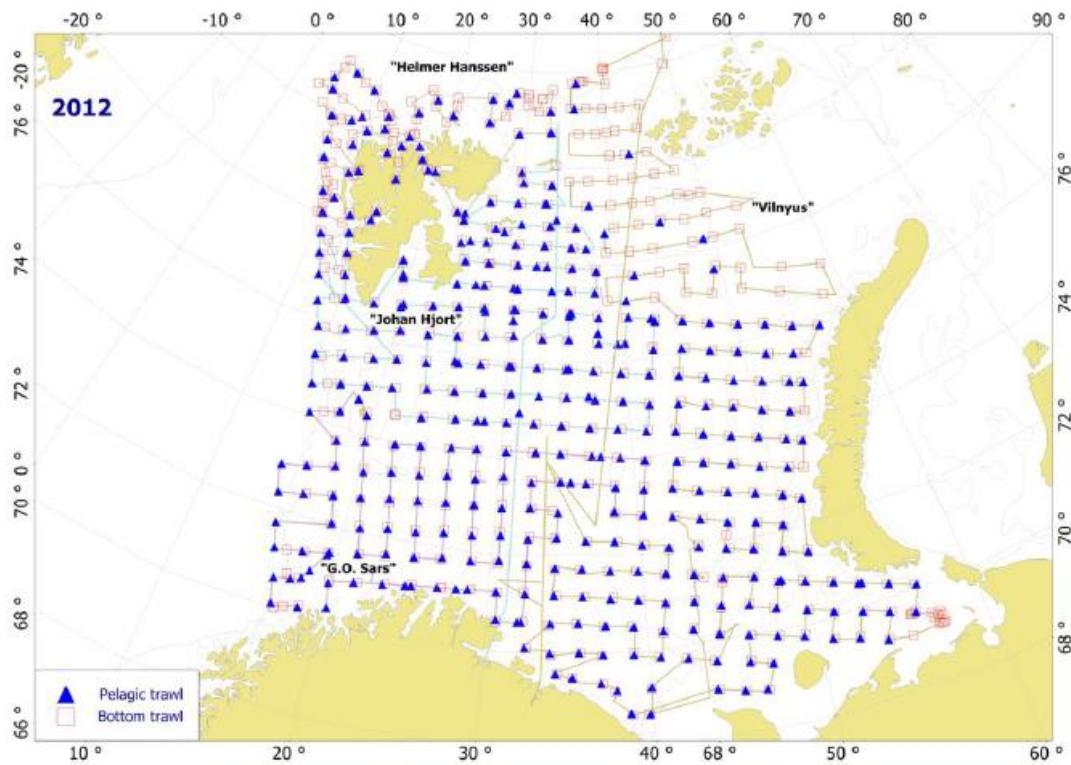 -20 ° -10 ° 0 ° 10 ° 20 ° 30 ° 40 ° 50 ° 60 ° 70 ° 80 ° 90 °
-20 °
76 °
74 °
72 °
0 °
70 °
68 °
66 °
2012
"Helmer Hanssen"
"Vilnyus"
"Johan Hjort"
"G.O. Sars"
76 °
74 °
72 °
70 °
68 °
Pelagic trawl
Bottom trawl
10 ° 20 ° 30 ° 40 ° 68 ° 50 ° 60 °